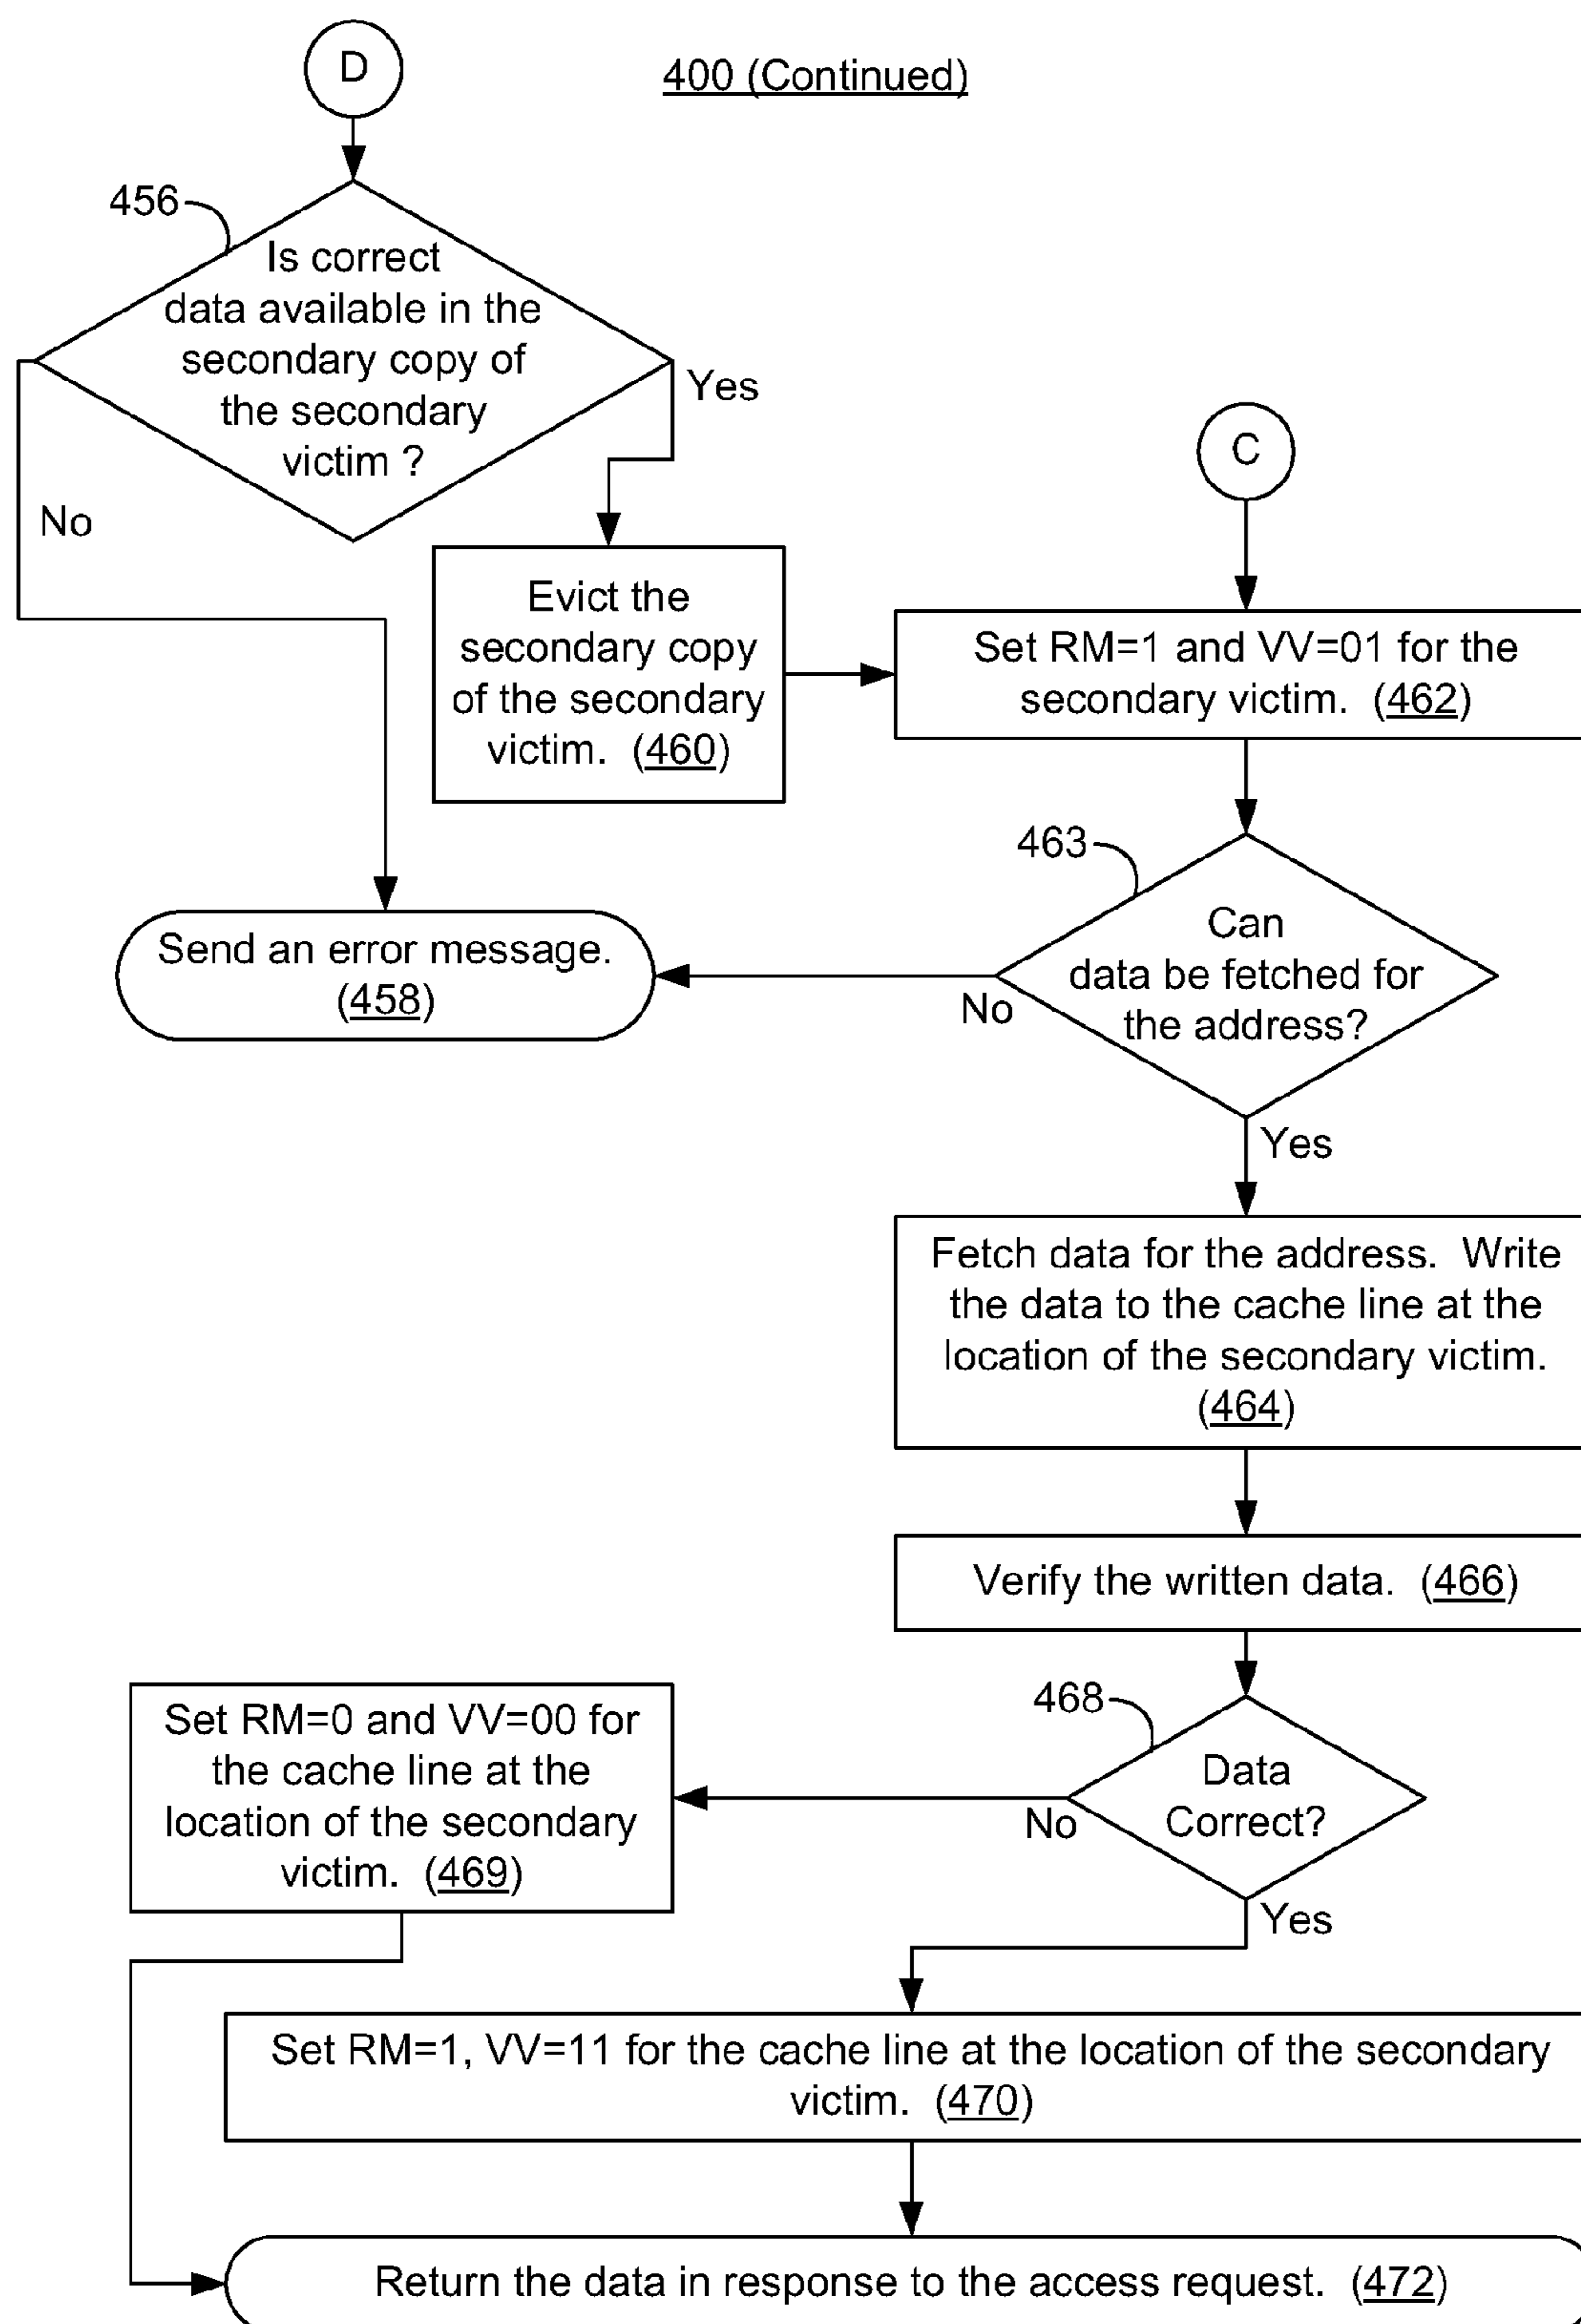 D
400 (Continued)
456
Is correct
data available in the
secondary copy of
the secondary
victim ?
Yes
No
C
Evict the
secondary copy
of the secondary
victim. (460)
Set RM=1 and VV=01 for the
secondary victim. (462)
463
Can
data be fetched for
the address?
No
Send an error message.
(458)
Yes
Fetch data for the address. Write
the data to the cache line at the
location of the secondary victim.
(464)
Verify the written data. (466)
468
Data
Correct?
No
Set RM=0 and VV=00 for
the cache line at the
location of the secondary
victim. (469)
Yes
Set RM=1, VV=11 for the cache line at the location of the secondary
victim. (470)
Return the data in response to the access request. (472)